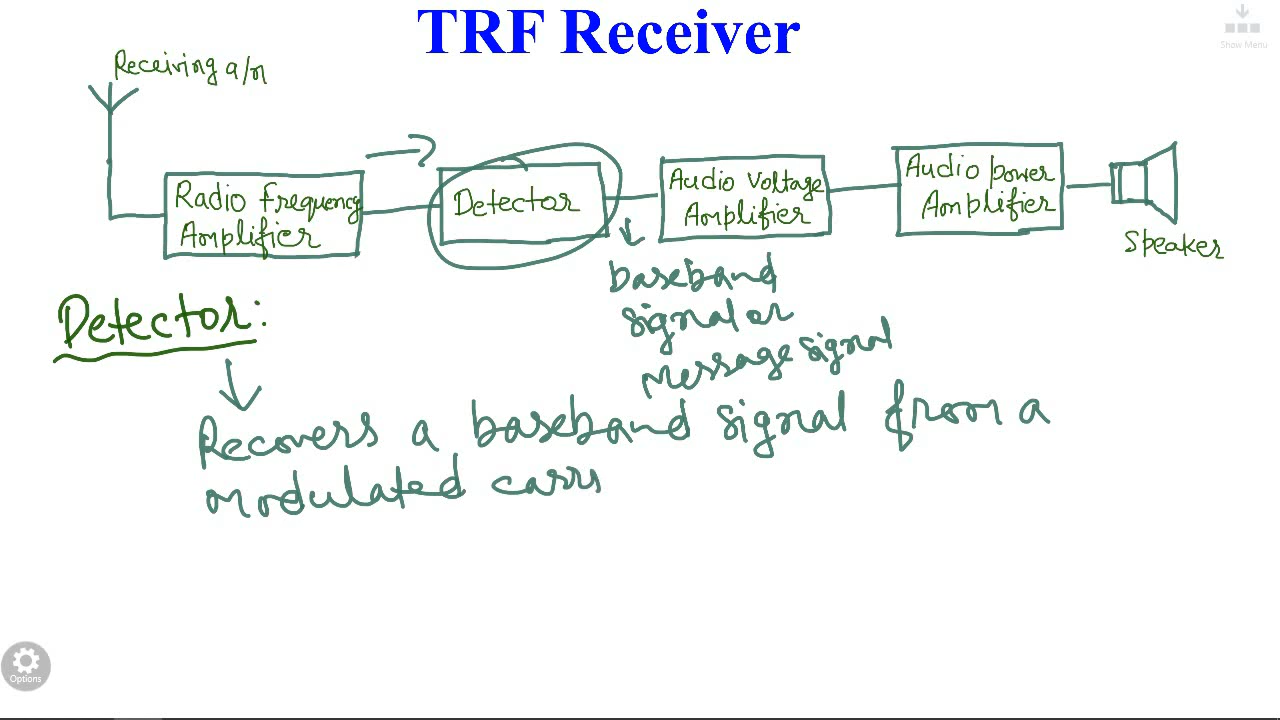 TRF Receiver
Show Menu
Receiving a/n
Radio Frequency
Amplifier
Detector
Audio Voltage
Amplifier
Audio power
Amplifier
Speaker
baseband
signal or
message signal
Detector:
Recovers a baseband signal from a
modulated carri
Options